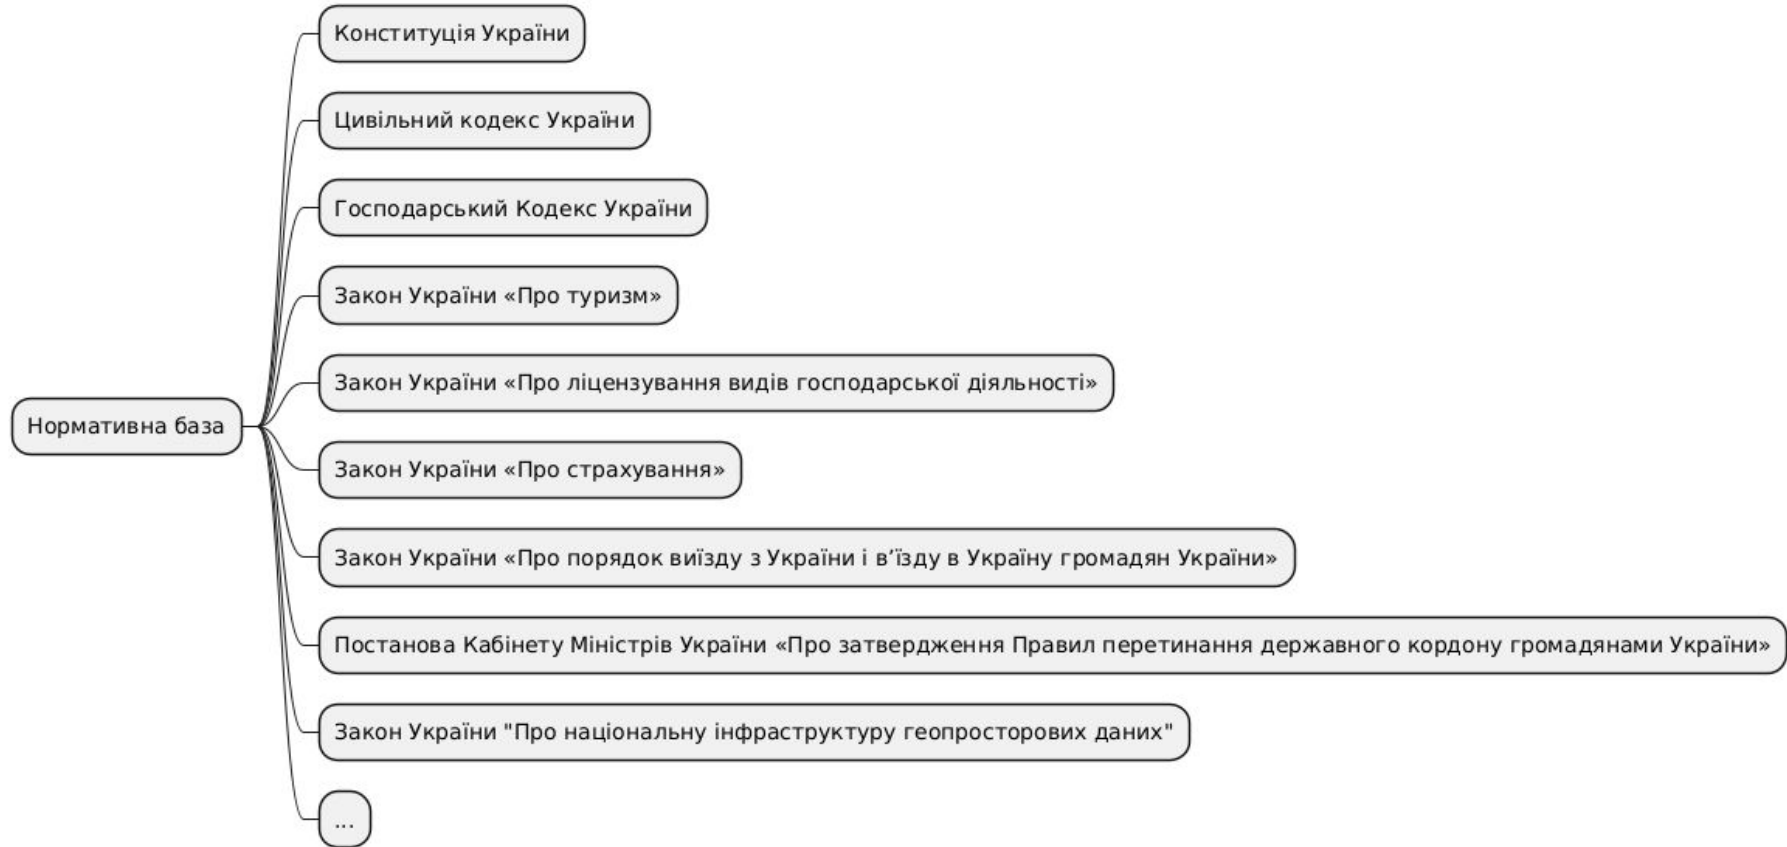 Конституція України
Цивільний кодекс України
Господарський Кодекс України
Закон України «Про туризм»
Закон України «Про ліцензування видів господарської діяльності»
Нормативна база
Закон України «Про страхування»
Закон України «Про порядок виїзду з України і в’їзду в Україну громадян України»
Постанова Кабінету Міністрів України «Про затвердження Правил перетинання державного кордону громадянами України»
Закон України "Про національну інфраструктуру геопросторових даних"
...